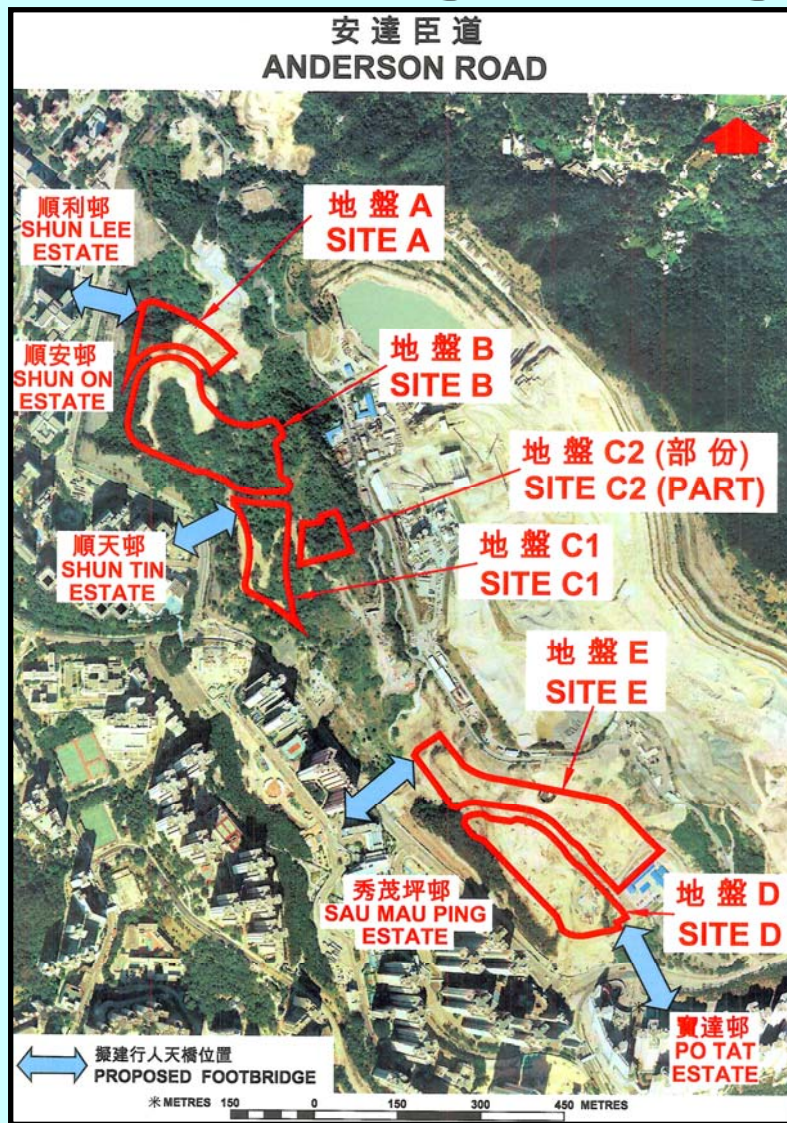 安達臣道
ANDERSON ROAD
順利邨
SHUN LEE
ESTATE
地盤 A
SITE A
順安邨
SHUN ON
ESTATE
地盤 B
SITE B
地盤 C2 (部份)
SITE C2 (PART)
順天邨
SHUN TIN
ESTATE
地盤 C1
SITE C1
地盤 E
SITE E
秀茂坪邨
SAU MAU PING
ESTATE
地盤 D
SITE D
寶達邨
PO TAT
ESTATE
擬建行人天橋位置
PROPOSED FOOTBRIDGE
米 METRES 150 0 150 300 450 METRES